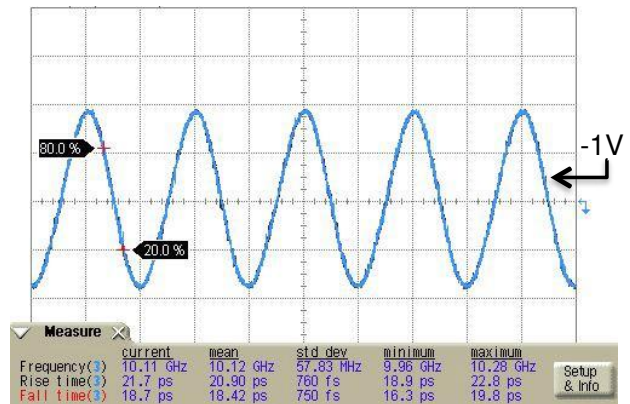 80.0 %
-1V
20.0 %
Measure
current mean std dev minimum maximum
Frequency(3) 10.11 GHz 10.12 GHz 57.83 MHz 9.96 GHz 10.28 GHz
Rise time(3) 21.7 ps 20.90 ps 760 fs 18.9 ps 22.8 ps
Fall time(3) 18.7 ps 18.42 ps 750 fs 16.3 ps 19.8 ps
Setup
& Info